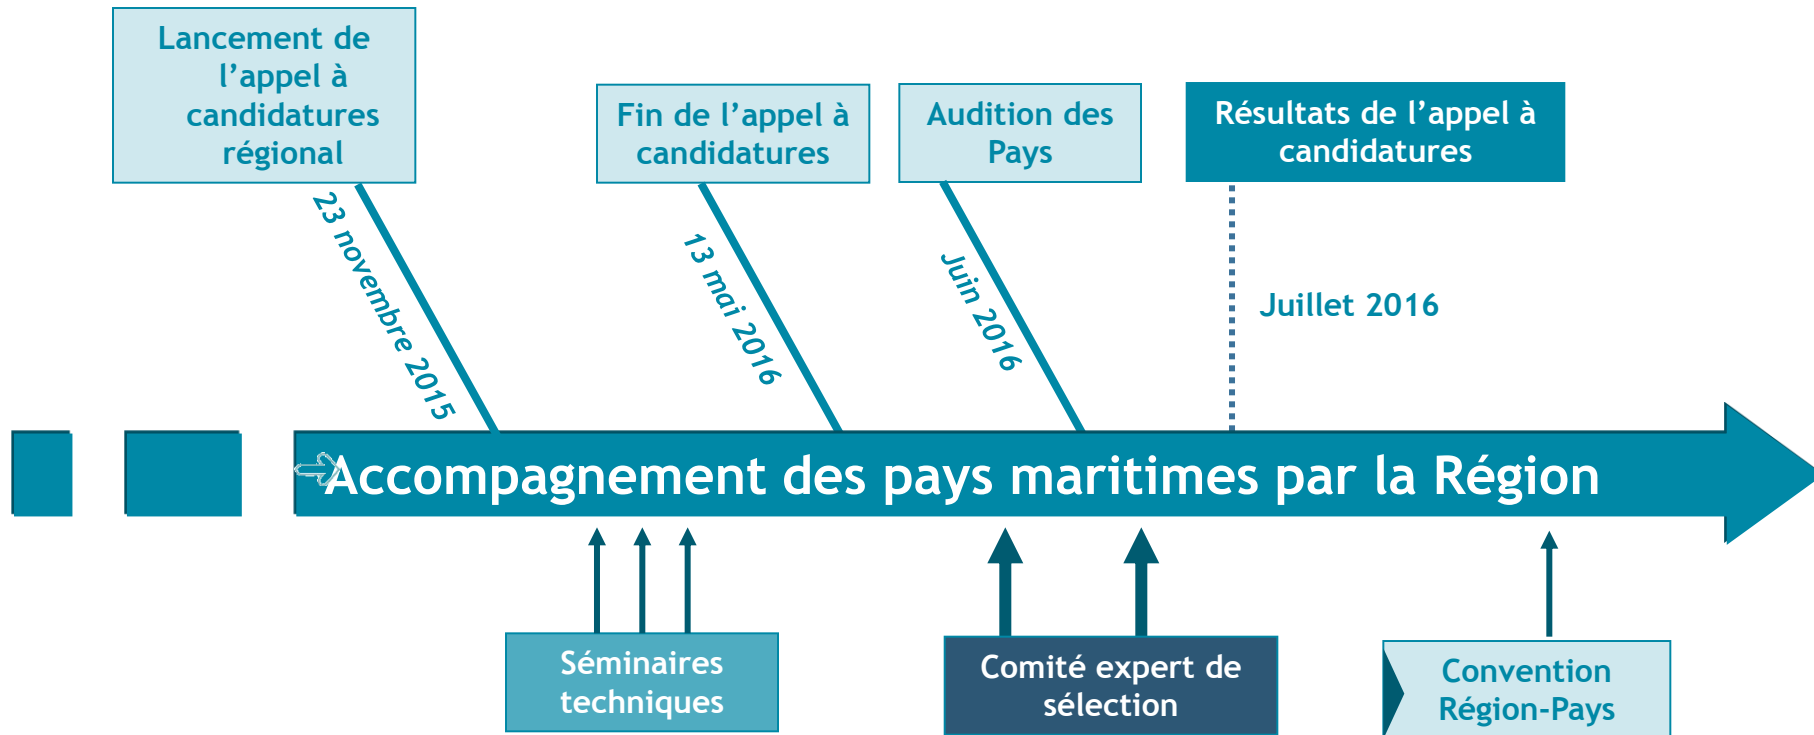 Lancement de
l’appel à
candidatures
régional
Fin de l’appel à
candidatures
Audition des
Pays
Résultats de l’appel à
candidatures
23 novembre 2015
13 mai 2016
Juin 2016
Juillet 2016
Accompagnement des pays maritimes par la Région
Séminaires
techniques
Comité expert de
sélection
Convention
Région-Pays